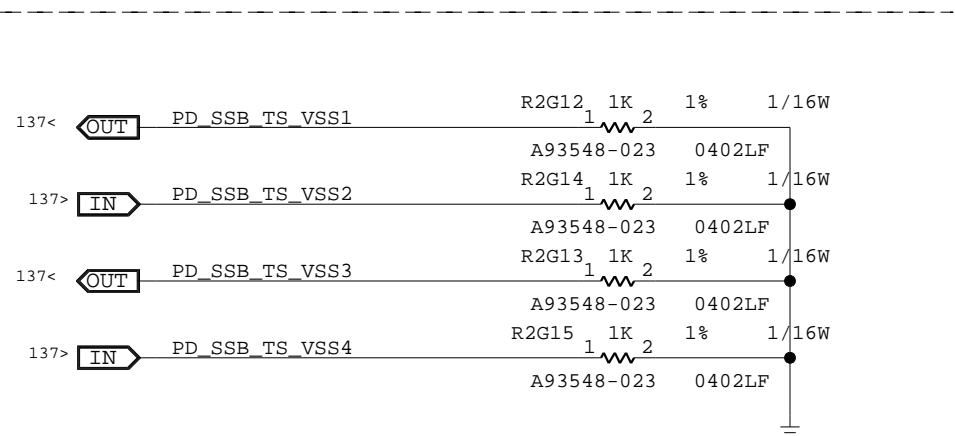 R2G12 1K 1% 1/16W
137< OUT PD_SSB_TS_VSS1 1 2
A93548-023 0402LF
R2G14 1K 1% 1/16W
137> IN PD_SSB_TS_VSS2 1 2
A93548-023 0402LF
R2G13 1K 1% 1/16W
137< OUT PD_SSB_TS_VSS3 1 2
A93548-023 0402LF
R2G15 1K 1% 1/16W
137> IN PD_SSB_TS_VSS4 1 2
A93548-023 0402LF